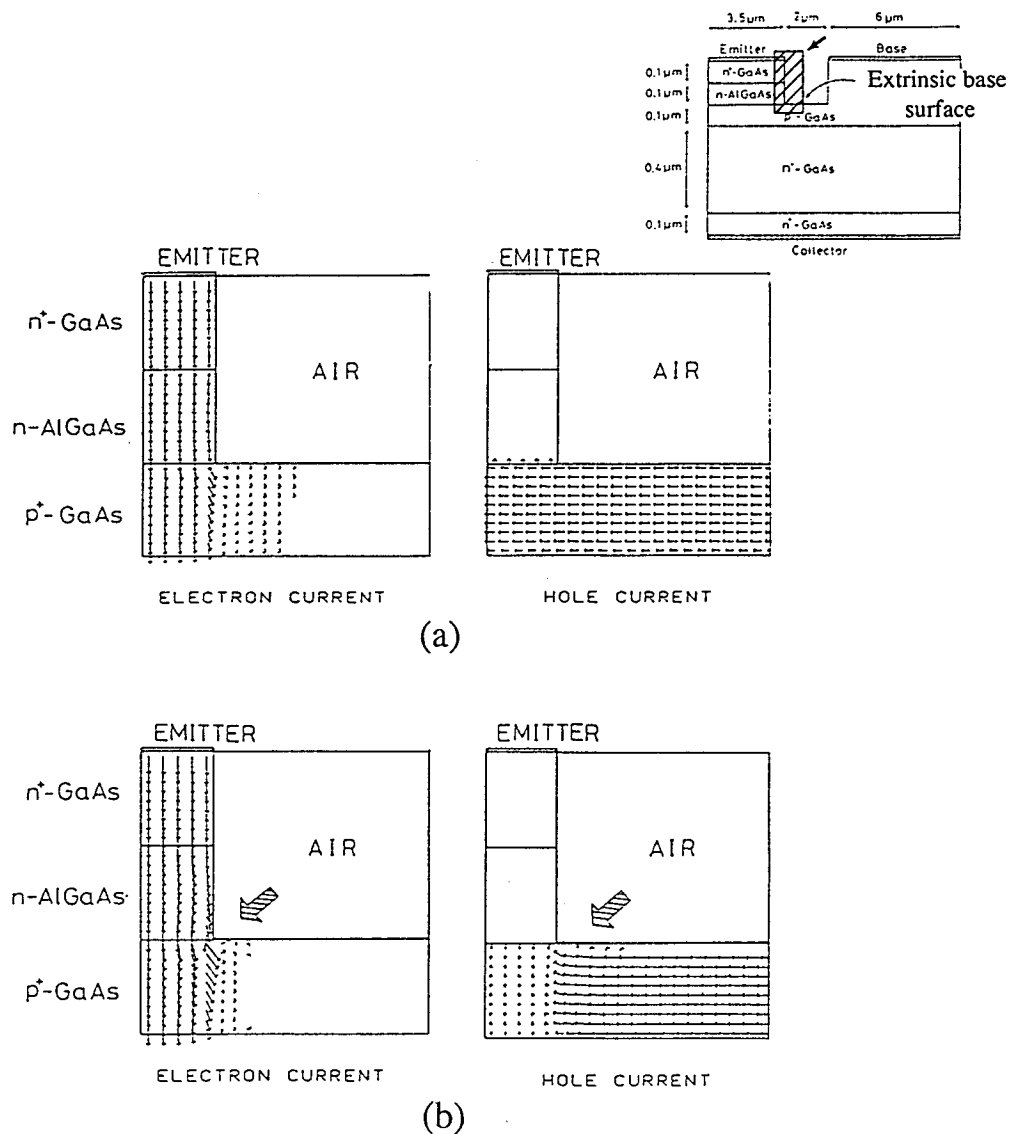 3.5µm 2µm 6µm
Emitter Base
0.1µm n⁺-GaAs
0.1µm n-AlGaAs
Extrinsic base
surface
0.1µm p⁺-GaAs
0.4µm n⁺-GaAs
0.1µm n⁺-GaAs
Collector
EMITTER EMITTER
n⁺-GaAs
AIR AIR
n-AlGaAs
p⁺-GaAs
ELECTRON CURRENT HOLE CURRENT
(a)
EMITTER EMITTER
n⁺-GaAs
AIR AIR
n-AlGaAs
p⁺-GaAs
ELECTRON CURRENT HOLE CURRENT
(b)